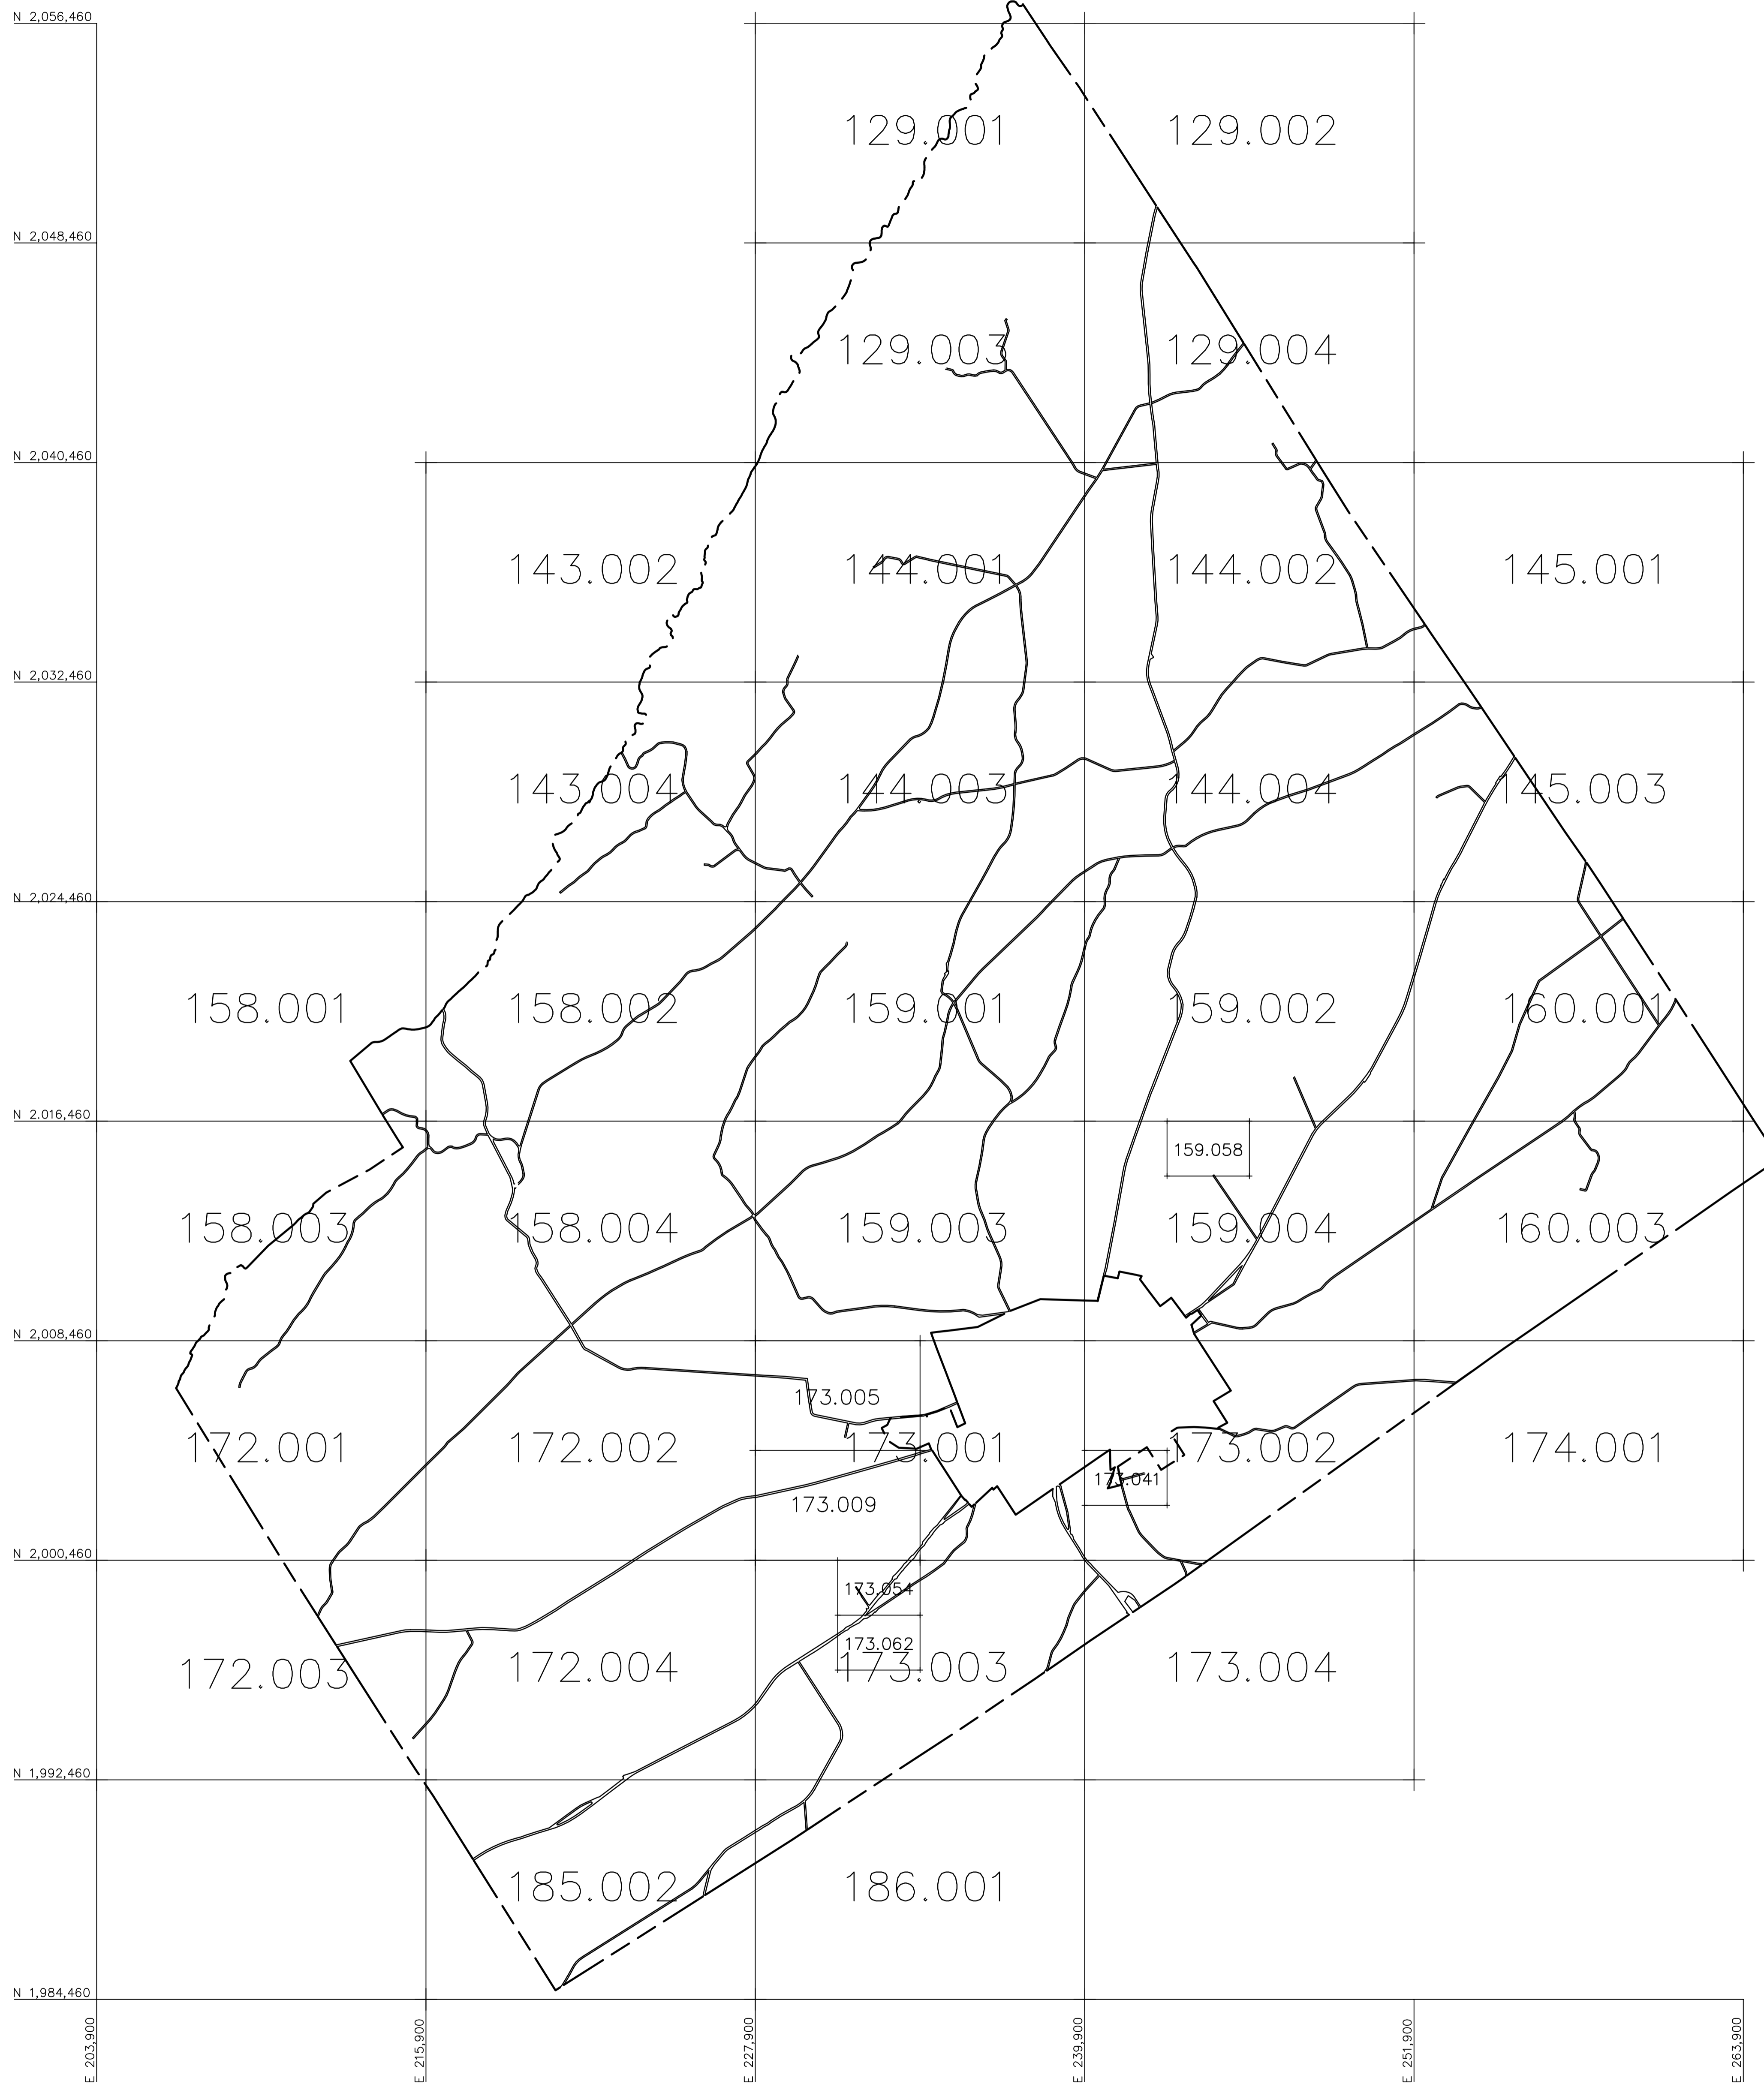 N 2,056,460
129.001 129.002
N 2,048,460
129.003 129.004
N 2,040,460
143.002 144.001 144.002 145.001
N 2,032,460
143.004 144.003 144.004 145.003
N 2,024,460
158.001 158.002 159.001 159.002 160.001
N 2,016,460
159.058
158.003 158.004 159.003 159.004 160.003
N 2,008,460
173.005
172.001 172.002 173.001 173.002 174.001
173.041
173.009
N 2,000,460
173.054
173.062
172.003 172.004 173.003 173.004
N 1,992,460
185.002 186.001
N 1,984,460
E 203,900
E 215,900
E 227,900
E 239,900
E 251,900
E 263,900